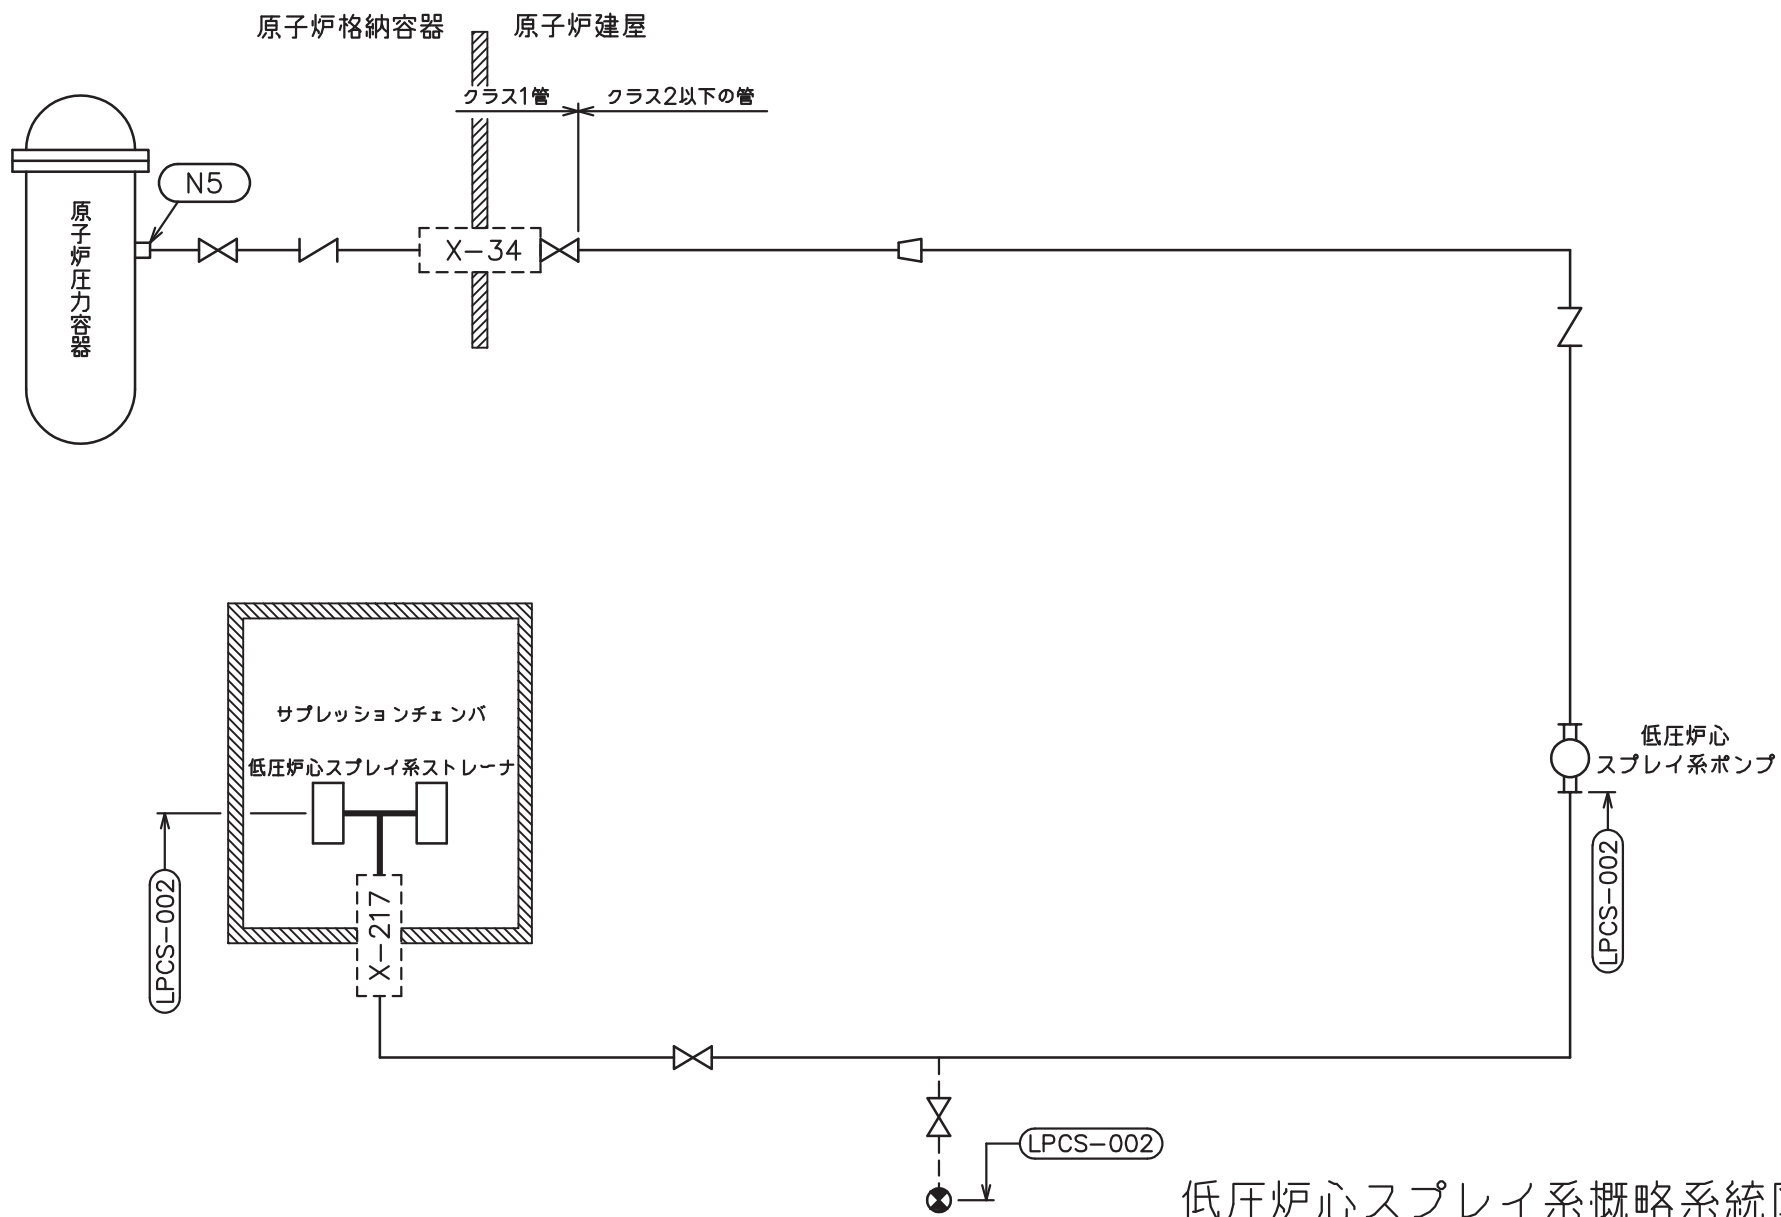 原子炉格納容器
原子炉建屋
クラス1管
クラス2以下の管
N5
原子炉圧力容器
X-34
サプレッションチェンバ
低圧炉心スプレイ系ストレーナ
低圧炉心
スプレイ系ポンプ
LPCS-002
LPCS-002
X-217
LPCS-002
低圧炉心スプレイ系概略系統図